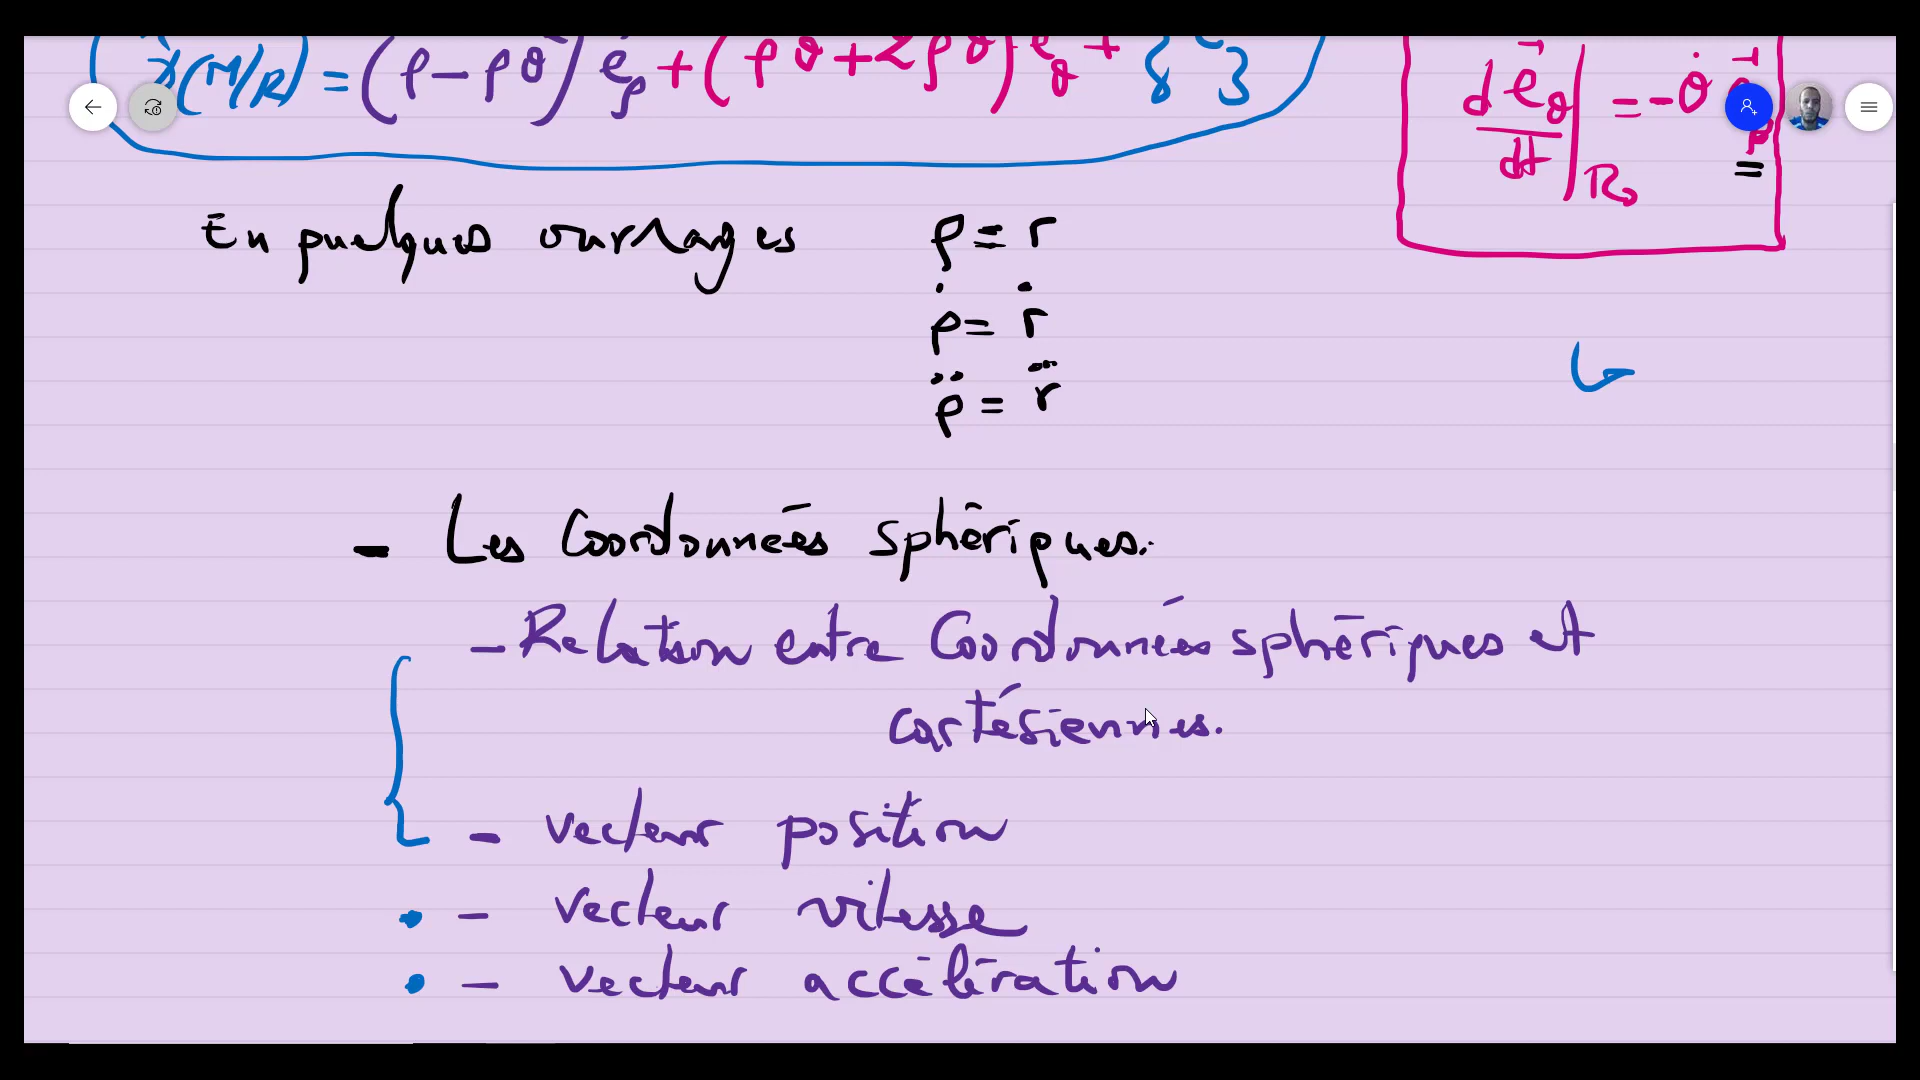 γ(M/R) = (ρ̈ - ρθ̇²) e⃗ρ + (ρθ̈ + 2ρ̇θ̇) e⃗θ +
de⃗θ/dt |R₀ = -θ̇ e⃗ρ
=
En quelques ouvrages ρ = r
ρ̇ = ṙ
ρ̈ = r̈
- Les Coordonnées sphériques.
- Relation entre Coordonnées sphériques et
cartésiennes.
- vecteur position
• - vecteur vitesse
• - vecteur accélération